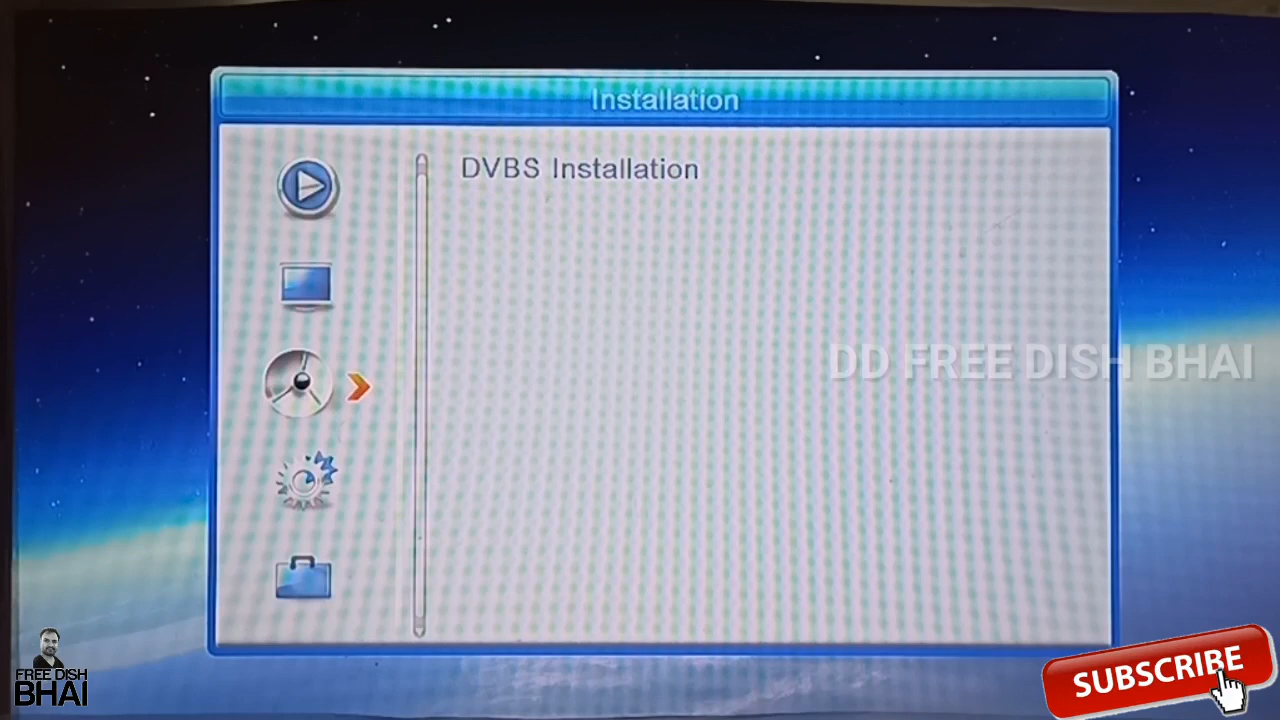 Installation
DVBS Installation
DD FREE DISH BHAI
FREE DISH
BHAI
SUBSCRIBE